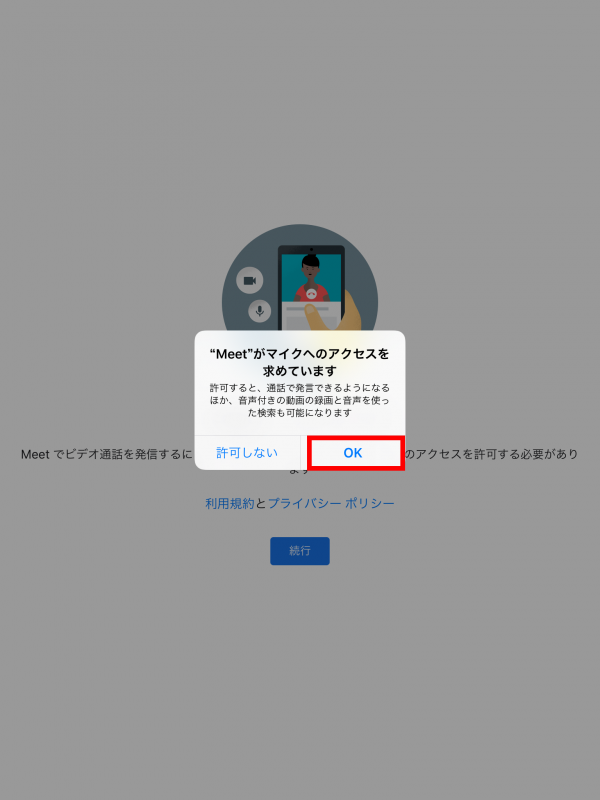 “Meet”がマイクへのアクセスを
求めています
許可すると、通話で発言できるようになる
ほか、音声付きの動画の録画と音声を使っ
た検索も可能になります
許可しない
OK
Meet でビデオ通話を発信するに
のアクセスを許可する必要があり
ます
利用規約とプライバシー ポリシー
続行